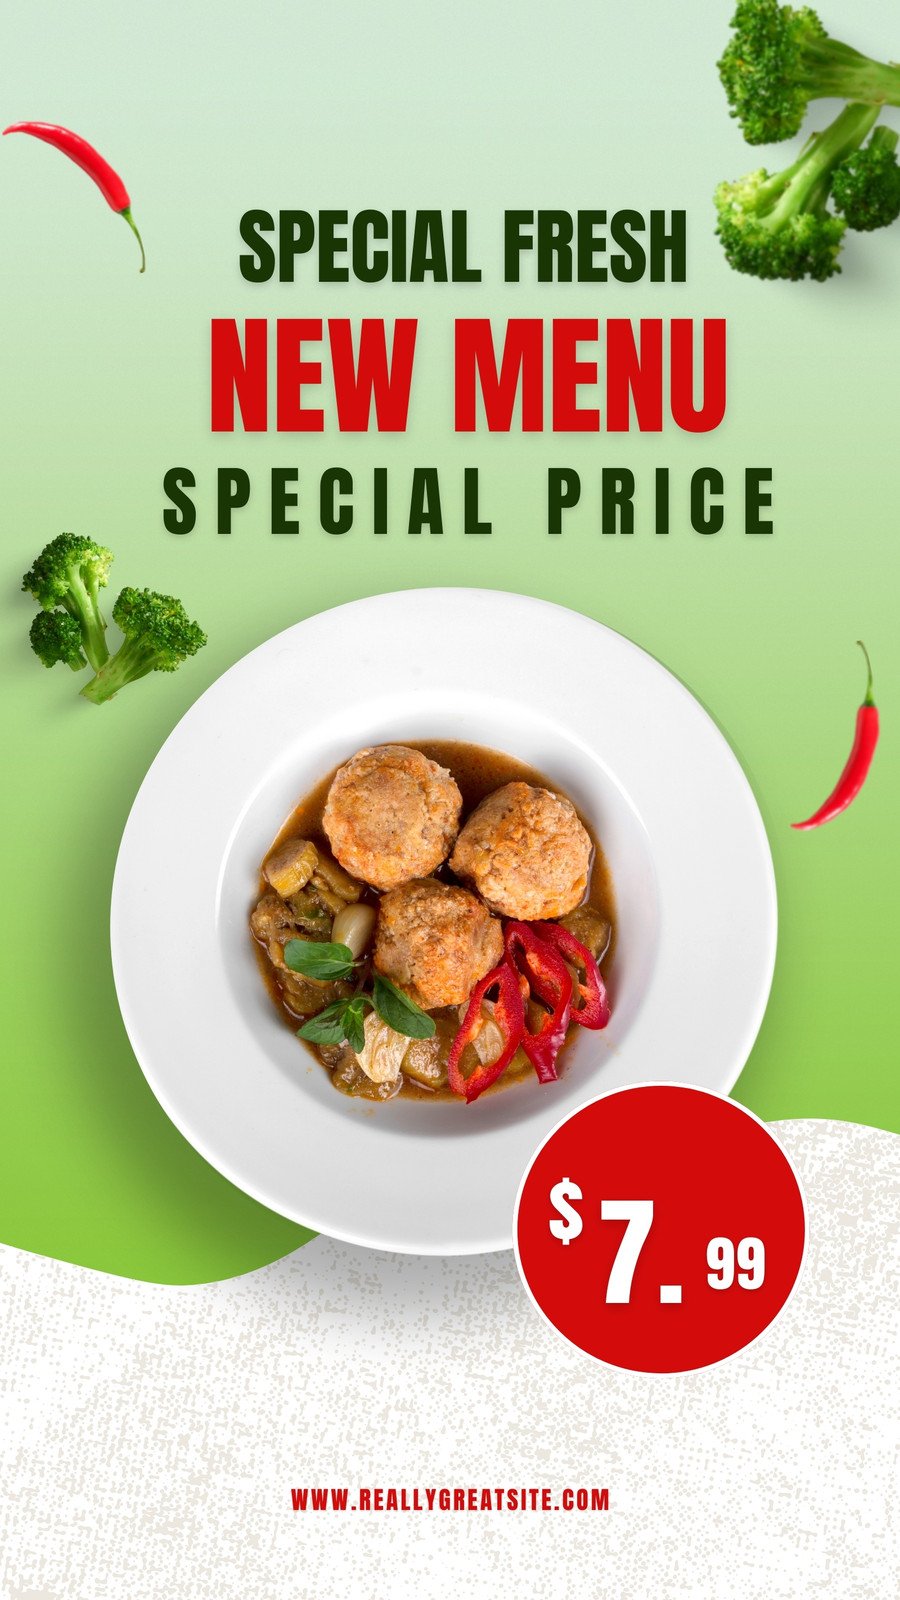 SPECIAL FRESH
NEW MENU
SPECIAL PRICE
$7.99
WWW.REALLYGREATSITE.COM